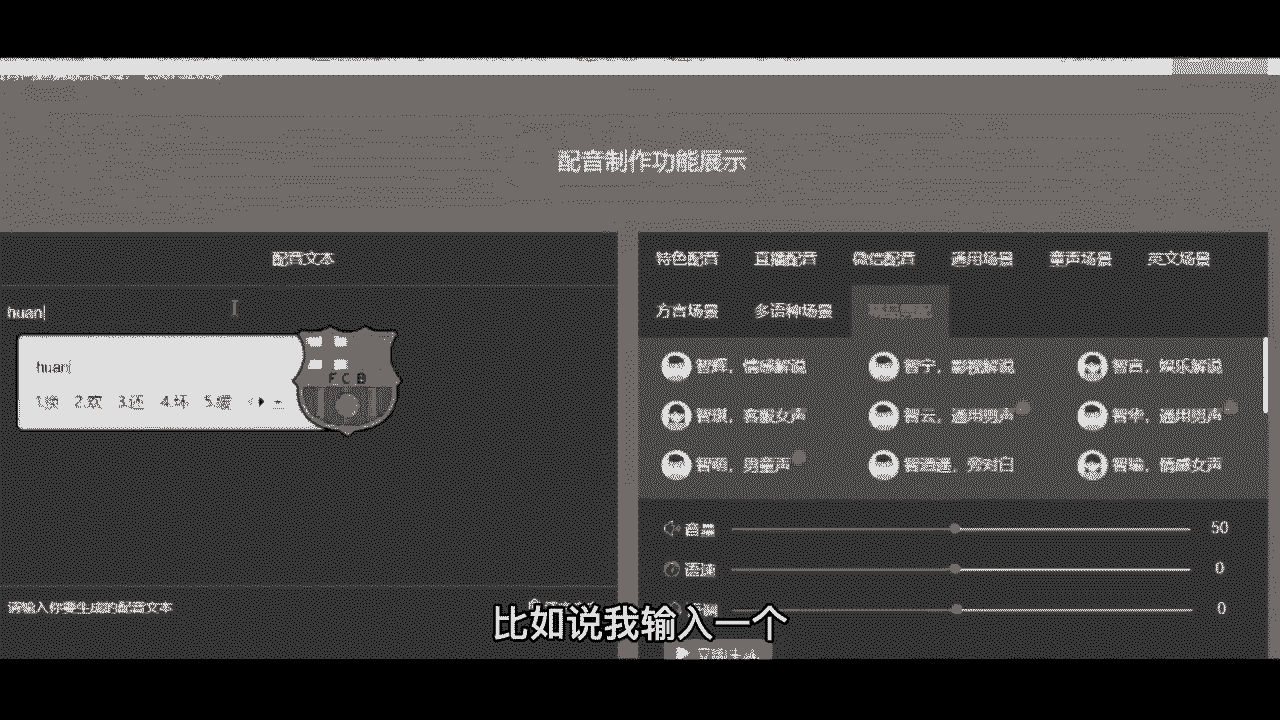 配音制作功能展示
配音文本
特色配音 直播配音 微信配音 通用场景 童声场景 英文场景
huan
方言场景 多语种场景
huan
1.换 2.欢 3.还 4.坏 5.缓
FCB
智辉，情感解说 智宁，影视解说 智言，娱乐解说
智琪，客服女声 智云，通用男声 智华，通用男声
智萌，男童声 智逍遥，旁对白 智瑜，情感女声
音量 50
语速 0
0
请输入你要生成的配音文本
比如说我输入一个